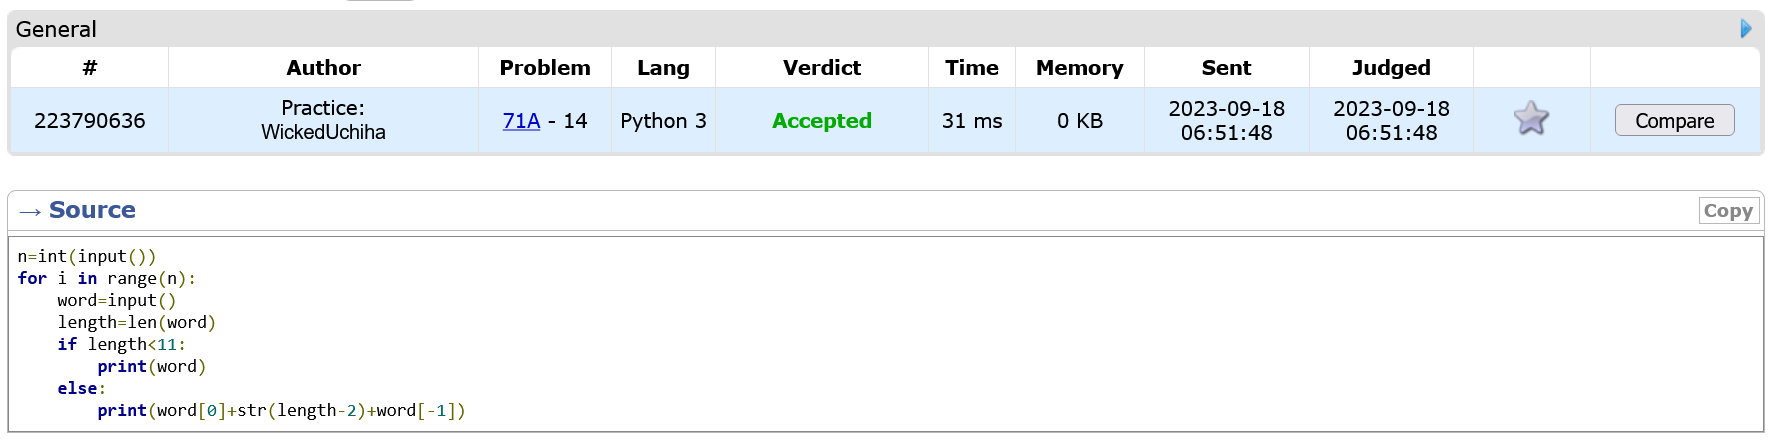 General
# Author Problem Lang Verdict Time Memory Sent Judged
223790636 Practice: WickedUchiha 71A - 14 Python 3 Accepted 31 ms 0 KB 2023-09-18 06:51:48 2023-09-18 06:51:48 Compare
→ Source Copy
n=int(input())
for i in range(n):
    word=input()
    length=len(word)
    if length<11:
        print(word)
    else:
        print(word[0]+str(length-2)+word[-1])